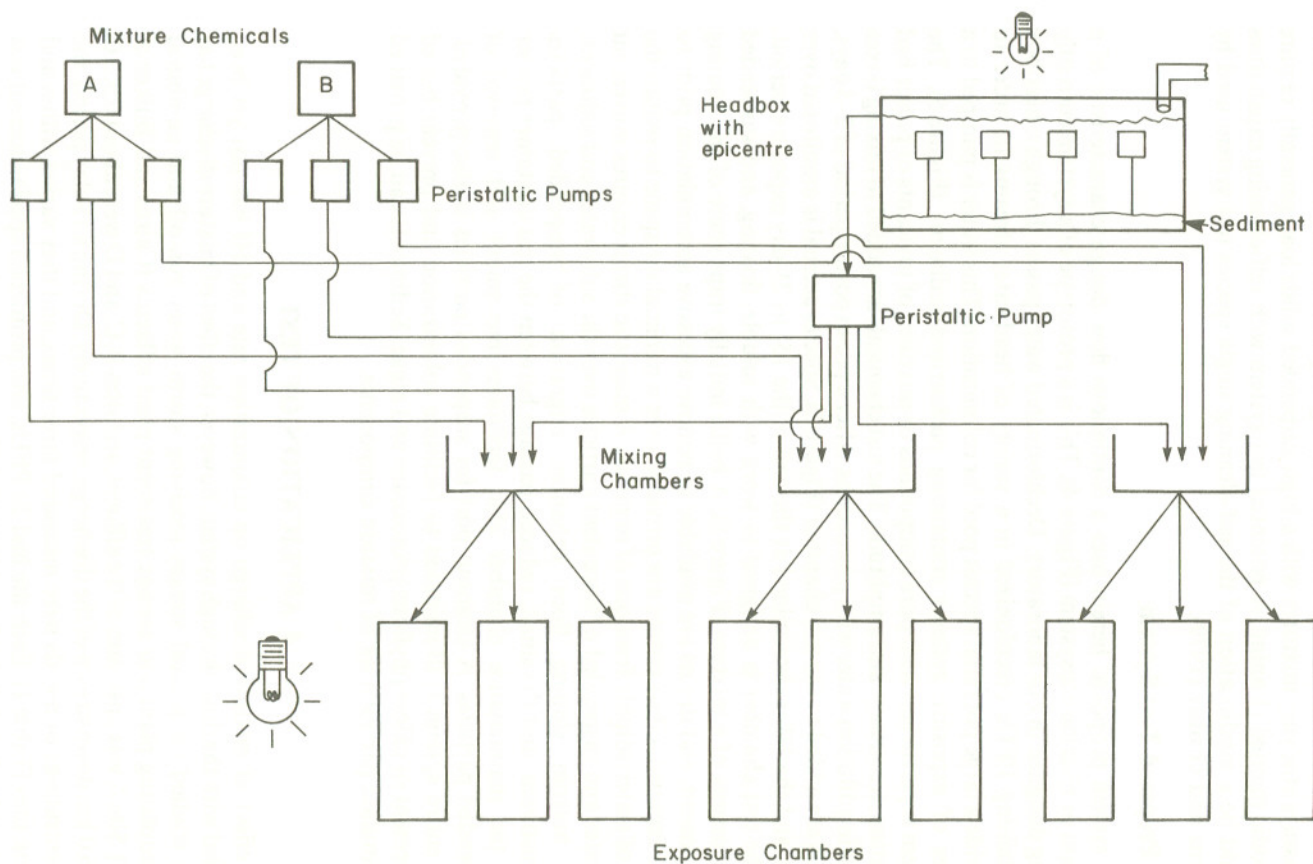 Mixture Chemicals
A
B
Headbox
with
epicentre
Peristaltic Pumps
Sediment
Peristaltic Pump
Mixing
Chambers
Exposure Chambers